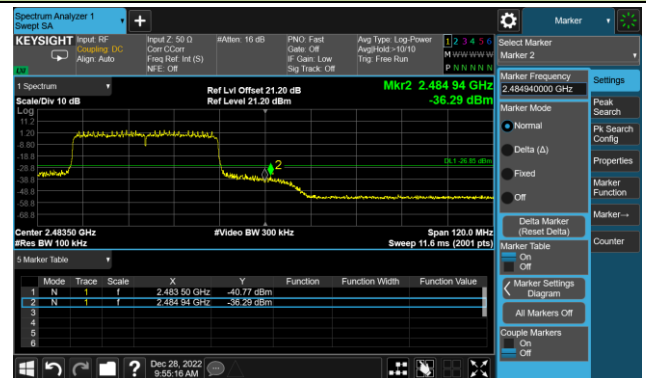 Spectrum Analyzer 1
Swept SA
Marker
KEYSIGHT
Input: RF
Coupling: DC
Align: Auto
Input Z: 50 Ω
Corr CCorr
Freq Ref: Int (S)
NFE: Off
#Atten: 16 dB
PNO: Fast
Gate: Off
IF Gain: Low
Sig Track: Off
Avg Type: Log-Power
Avg|Hold:>10/10
Trig: Free Run
1 2 3 4 5 6
M W W W W W
P N N N N N
LXI
Select Marker
Marker 2
1 Spectrum
Scale/Div 10 dB
Log
Ref Lvl Offset 21.20 dB
Ref Level 21.20 dBm
Mkr2 2.484 94 GHz
-36.29 dBm
11.2
1.20
-8.80
-18.8
-28.8
-38.8
-48.8
-58.8
-68.8
2
DL1 -26.85 dBm
Center 2.48350 GHz
#Res BW 100 kHz
#Video BW 300 kHz
Span 120.0 MHz
Sweep 11.6 ms (2001 pts)
5 Marker Table
Mode Trace Scale X Y Function Function Width Function Value
1 N 1 f 2.483 50 GHz -40.77 dBm
2 N 1 f 2.484 94 GHz -36.29 dBm
3
4
5
6
Marker Frequency
2.484940000 GHz
Marker Mode
Normal
Delta (Δ)
Fixed
Off
Delta Marker
(Reset Delta)
Marker Table
On
Off
Marker Settings
Diagram
All Markers Off
Couple Markers
On
Off
Settings
Peak
Search
Pk Search
Config
Properties
Marker
Function
Marker→
Counter
?
Dec 28, 2022
9:55:16 AM